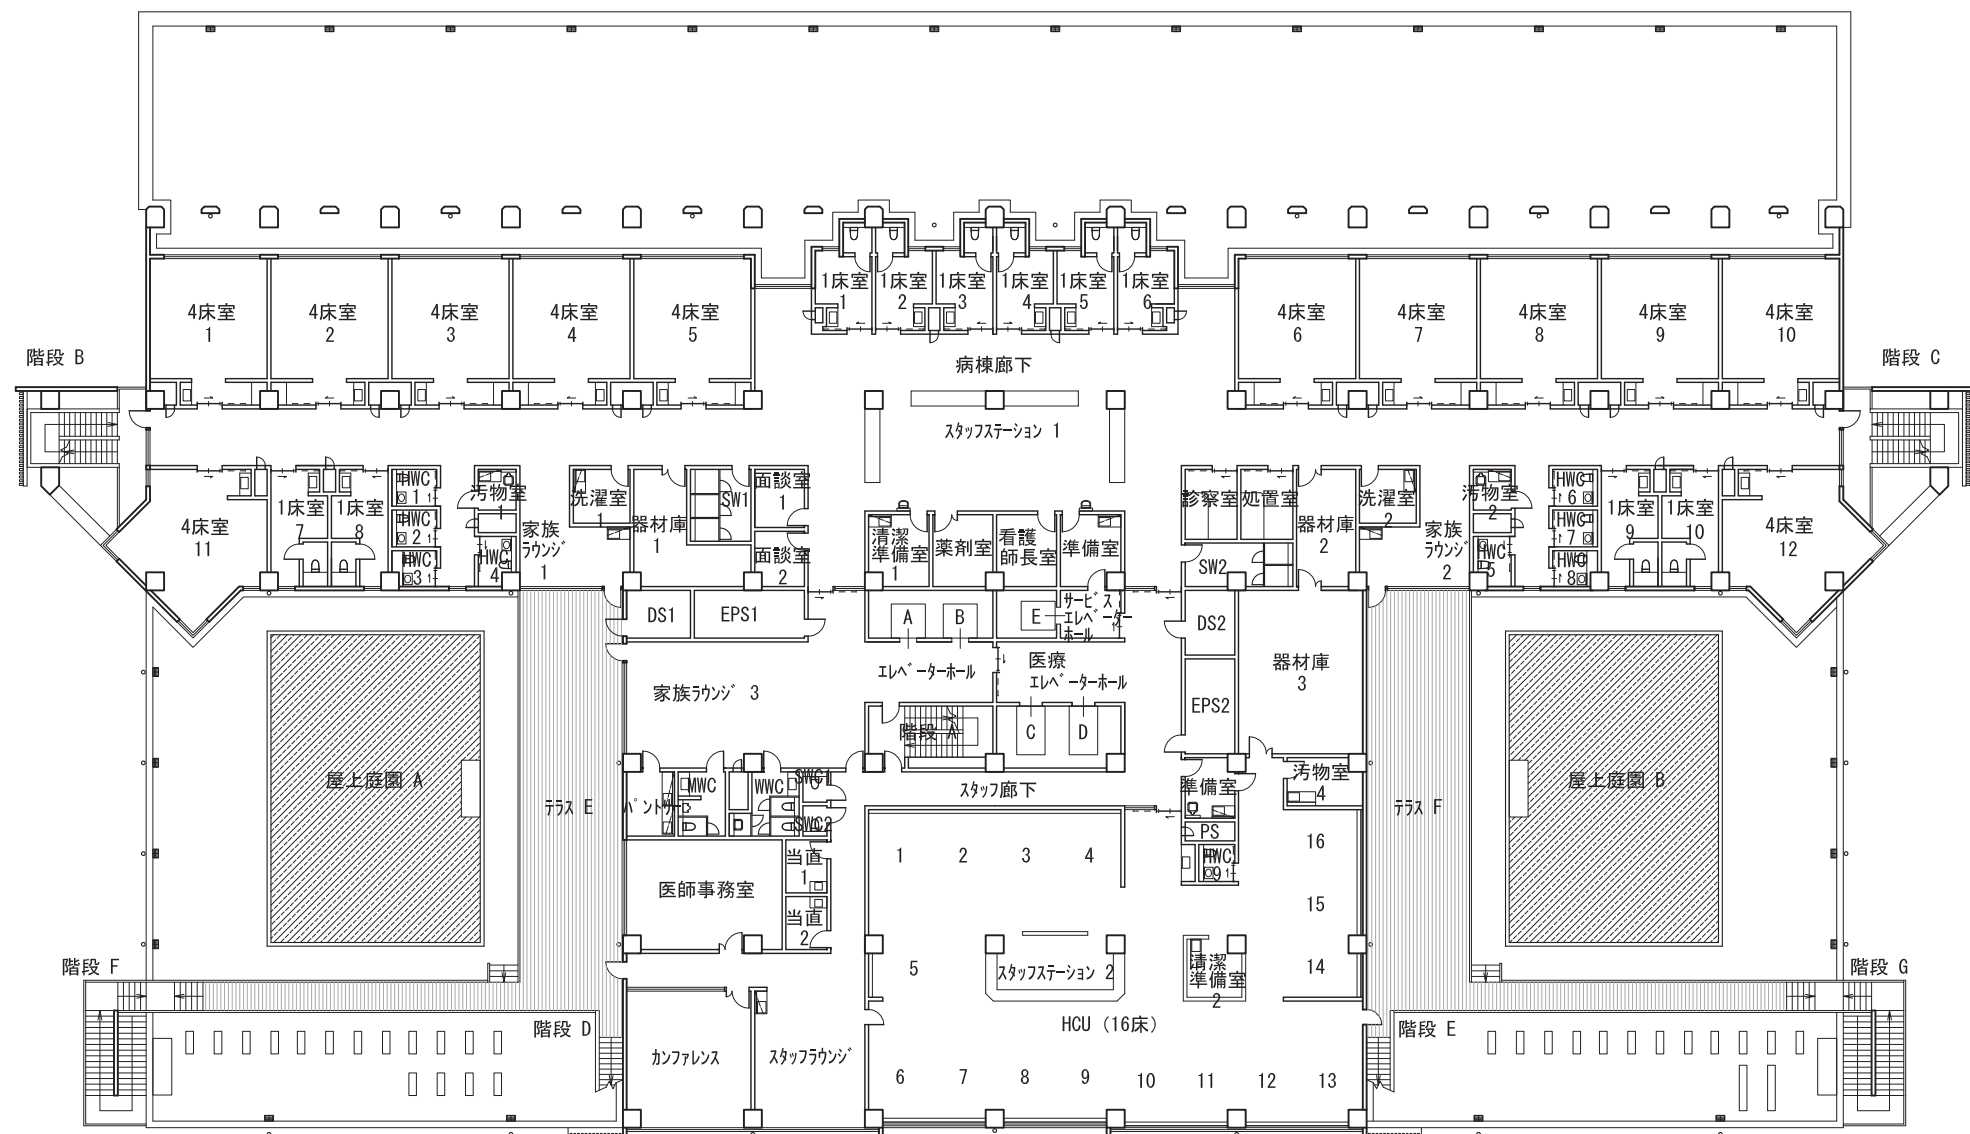 1床室
1
1床室
2
1床室
3
1床室
4
1床室
5
1床室
6
4床室
1
4床室
2
4床室
3
4床室
4
4床室
5
4床室
6
4床室
7
4床室
8
4床室
9
4床室
10
階段 B
病棟廊下
階段 C
スタッフステーション 1
4床室
11
1床室
7
1床室
8
HWC
1
HWC
2
HWC
3
汚物室
1
HWC
4
家族
ラウンジ
1
洗濯室
1
器材庫
1
SW1
面談室
1
面談室
2
清潔
準備室
1
薬剤室
看護
師長室
準備室
診察室
処置室
SW2
器材庫
2
洗濯室
2
家族
ラウンジ
2
汚物室
2
HWC
5
HWC
6
HWC
7
HWC
8
1床室
9
1床室
10
4床室
12
DS1
EPS1
A
B
E
サービス
エレベーター
ホール
DS2
エレベーターホール
医療
エレベーターホール
器材庫
3
家族ラウンジ 3
階段 A
C
D
EPS2
屋上庭園 A
テラス E
パントサリー
MWC
WWC
SWC1
SWC2
スタッフ廊下
準備室
汚物室
4
テラス F
屋上庭園 B
PS
HWC
9
医師事務室
当直
1
当直
2
1
2
3
4
16
15
14
5
スタッフステーション 2
清潔
準備室
2
階段 F
階段 G
階段 D
階段 E
HCU (16床)
カンファレンス
スタッフラウンジ
6
7
8
9
10
11
12
13